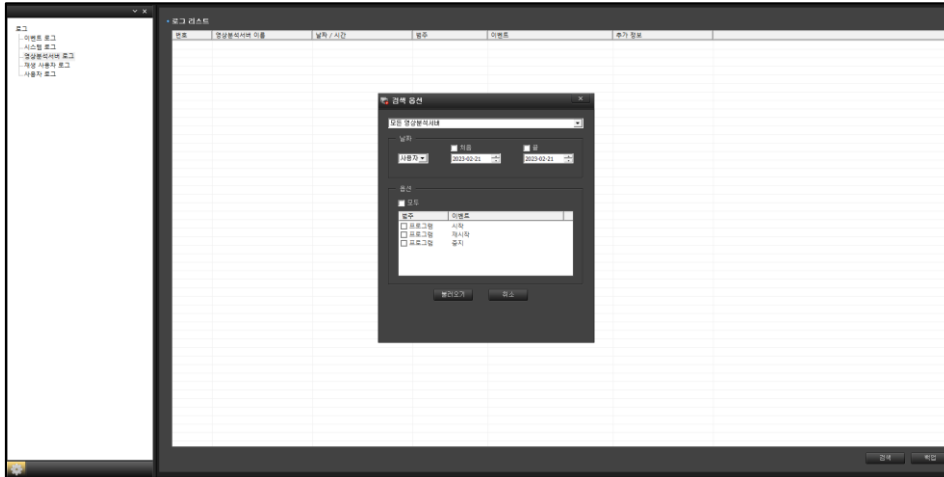 로그
이벤트 로그
시스템 로그
영상분석서버 로그
재생 사용자 로그
사용자 로그
로그 리스트
번호 영상분석서버 이름 날짜 / 시간 범주 이벤트 추가 정보
검색 옵션
모든 영상분석서버
날짜
처음 끝
사용자 2023-02-21 2023-02-21
옵션
모두
범주 이벤트
프로그램 시작
프로그램 재시작
프로그램 중지
불러오기 취소
검색 백업